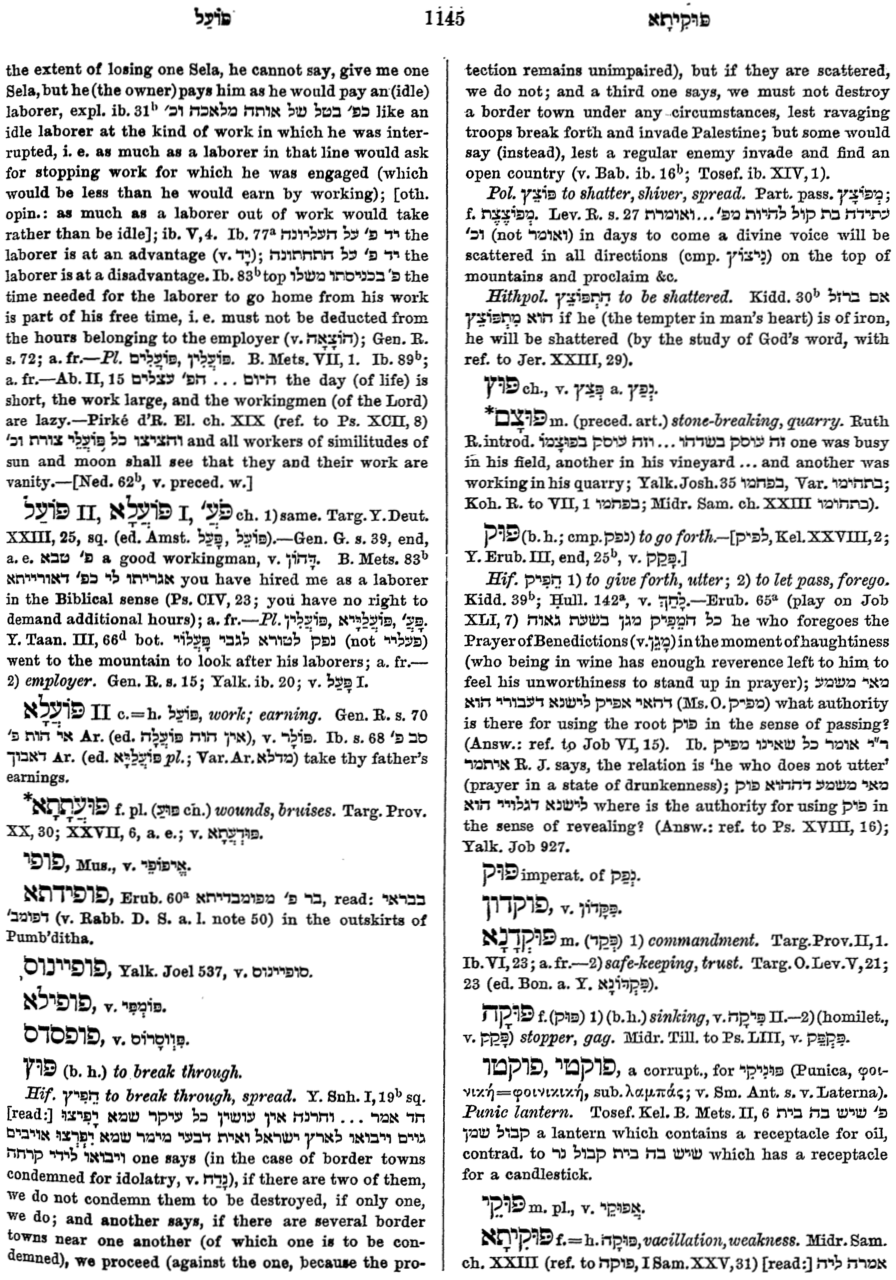 פּוֹעַל
1145
פּוּקִיתָא
the extent of losing one Sela, he cannot say, give me one
Sela, but he (the owner) pays him as he would pay an (idle)
laborer, expl. ib. 31ᵇ כפ׳ בטל של אותה מלאכה וכ׳ like an
idle laborer at the kind of work in which he was inter-
rupted, i. e. as much as a laborer in that line would ask
for stopping work for which he was engaged (which
would be less than he would earn by working); [oth.
opin.: as much as a laborer out of work would take
rather than be idle]; ib. V, 4. Ib. 77ᵃ יד פ׳ על העליונה the
laborer is at an advantage (v. יָד); יד פ׳ על התחתונה the
laborer is at a disadvantage. Ib. 83ᵇ top פ׳ בכניסתו משלו the
time needed for the laborer to go home from his work
is part of his free time, i. e. must not be deducted from
the hours belonging to the employer (v. הוֹצָאָה); Gen. R.
s. 72; a. fr.—Pl. פּוֹעֲלִים, פּוֹעֲלִין. B. Mets. VII, 1. Ib. 89ᵇ;
a. fr.—Ab. II, 15 היום ... הפ׳ עצלים the day (of life) is
short, the work large, and the workingmen (of the Lord)
are lazy.—Pirké d'R. El. ch. XIX (ref. to Ps. XCII, 8)
והציצו כל פּוֹעֲלֵי צורת וכ׳ and all workers of similitudes of
sun and moon shall see that they and their work are
vanity.—[Ned. 62ᵇ, v. preced. w.]
פּוֹעַל II, פּוֹעֲלָא I, פֹּעֲ׳ ch. 1) same. Targ. Y. Deut.
XXIII, 25, sq. (ed. Amst. פּוֹעֵל, פָּעַל).—Gen. G. s. 39, end,
a. e. פ׳ טבא a good workingman, v. דָּהוֹן. B. Mets. 83ᵇ
אגריתו לי כפ׳ דאורייתא you have hired me as a laborer
in the Biblical sense (Ps. CIV, 23; you have no right to
demand additional hours); a. fr.—Pl. פּוֹעֲלַיָּיא, פּוֹעֲלִין, פָּעֲ׳.
Y. Taan. III, 66ᵈ bot. נפק לטורא לגבי פָּעֲלוֹי (not פעליי)
went to the mountain to look after his laborers; a. fr.—
2) employer. Gen. R. s. 15; Yalk. ib. 20; v. פָּעַל I.
פּוֹעֲלָא II c.=h. פּוֹעַל, work; earning. Gen. R. s. 70
אי הות פ׳ Ar. (ed. אין הוה פּוֹעֲלָה), v. פּוֹלָר. Ib. s. 68 סב פ׳
דאבוך Ar. (ed. פּוֹעֲלַיָּא pl.; Var. Ar. מדלא) take thy father's
earnings.
*פּוּעֲתָתָא f. pl. (פּוּעַ ch.) wounds, bruises. Targ. Prov.
XX, 30; XXVII, 6, a. e.; v. פּוּדְעֲתָא.
פופי, Mus., v. אֱיפוֹפֵי.
פופידתא, Erub. 60ᵃ בר פ׳ מפומבדיתא, read: בבראי
דפומב׳ (v. Rabb. D. S. a. l. note 50) in the outskirts of
Pumb'ditha.
פופיינוס, Yalk. Joel 537, v. סופיינוס.
פופילא, v. פּוֹמְפֵּי.
פופסדס, v. פְּוִוסָרוֹס.
פּוּץ (b. h.) to break through.
Hif. הֵפִיץ to break through, spread. Y. Snh. I, 19ᵇ sq.
[read:] חד אמר ... וחרנה אין עושין כל עיקר שמא יָפִיצוּ
גויים ויבואו לארץ ישראל ואית דבעי מימר שמא יִפְרְצוּ אויבים
ויבואו לידי קרחה one says (in the case of border towns
condemned for idolatry, v. נָדַח), if there are two of them,
we do not condemn them to be destroyed, if only one,
we do; and another says, if there are several border
towns near one another (of which one is to be con-
demned), we proceed (against the one, because the pro-
tection remains unimpaired), but if they are scattered,
we do not; and a third one says, we must not destroy
a border town under any circumstances, lest ravaging
troops break forth and invade Palestine; but some would
say (instead), lest a regular enemy invade and find an
open country (v. Bab. ib. 16ᵇ; Tosef. ib. XIV, 1).
Pol. פּוֹצֵץ to shatter, shiver, spread. Part. pass. מְפוֹצָץ;
f. מְפוֹצֶצֶת. Lev. R. s. 27 עתידה בת קול להיות מפ׳...ואומרת
וכ׳ (not ואומר) in days to come a divine voice will be
scattered in all directions (cmp. נִיצוֹץ) on the top of
mountains and proclaim &c.
Hithpol. הִתְפּוֹצֵץ to be shattered. Kidd. 30ᵇ אם ברזל
הוא מִתְפּוֹצֵץ if he (the tempter in man's heart) is of iron,
he will be shattered (by the study of God's word, with
ref. to Jer. XXIII, 29).
פּוּץ ch., v. פְּצַץ a. נְפַץ.
*פּוּצָם m. (preced. art.) stone-breaking, quarry. Ruth
R. introd. זה עוסק בשדהו ... וזה עוסק בפּוּצָמוֹ one was busy
in his field, another in his vineyard ... and another was
working in his quarry; Yalk. Josh. 35 בפחמו, Var. בתחימו;
Koh. R. to VII, 1 בפחמו; Midr. Sam. ch. XXIII בתחומו).
פּוּק (b. h.; cmp. נפק) to go forth.—[לפיק, Kel. XXVIII, 2;
Y. Erub. III, end, 25ᵇ, v. פָּקַק.]
Hif. הֵפִיק 1) to give forth, utter; 2) to let pass, forego.
Kidd. 39ᵇ; Ḥull. 142ᵃ, v. לָחַךְ.—Erub. 65ᵃ (play on Job
XLI, 7) כל הַמֵּפִיק מגן בשעת גאוה he who foregoes the
Prayer of Benedictions (v. מָגֵן) in the moment of haughtiness
(who being in wine has enough reverence left to him to
feel his unworthiness to stand up in prayer); מאי משמע
דהאי אפיק לישנא דעבורי הוא (Ms. O. מפיק) what authority
is there for using the root פוק in the sense of passing?
(Answ.: ref. to Job VI, 15). Ib. ר״י אומר כל שאינו מפיק
איתמר R. J. says, the relation is 'he who does not utter'
(prayer in a state of drunkenness); מאי משמע דההוא פוק
לישנא דגלויי הוא where is the authority for using פיק in
the sense of revealing? (Answ.: ref. to Ps. XVIII, 16);
Yalk. Job 927.
פּוּק imperat. of נְפַק.
פוקדון, v. פִּקָּדוֹן.
פּוּקְדָּנָא m. (פְּקַד) 1) commandment. Targ. Prov. II, 1.
Ib. VI, 23; a. fr.—2) safe-keeping, trust. Targ. O. Lev. V, 21;
23 (ed. Bon. a. Y. פִּקְדּוֹנָא).
פּוּקָה f. (פּוּק) 1) (b. h.) sinking, v. פִּיקָה II.—2) (homilet.,
v. פָּקַק) stopper, gag. Midr. Till. to Ps. LIII, v. פִּקְפֵּק.
פוקטי, פוקטר, a corrupt., for פּוּנִיקֵי (Punica, φοι-
νική=φοινικική, sub. λαμπάς; v. Sm. Ant. s. v. Laterna).
Punic lantern. Tosef. Kel. B. Mets. II, 6 פ׳ שיש בה בית
קבול שמן a lantern which contains a receptacle for oil,
contrad. to שיש בה בית קבול נר which has a receptacle
for a candlestick.
פּוּקֵי m. pl., v. אֲפּוּקֵי.
פּוּקִיתָא f.=h. פּוּקָה, vacillation, weakness. Midr. Sam.
ch. XXIII (ref. to פוקה, I Sam. XXV, 31) [read:] אמרה ליה